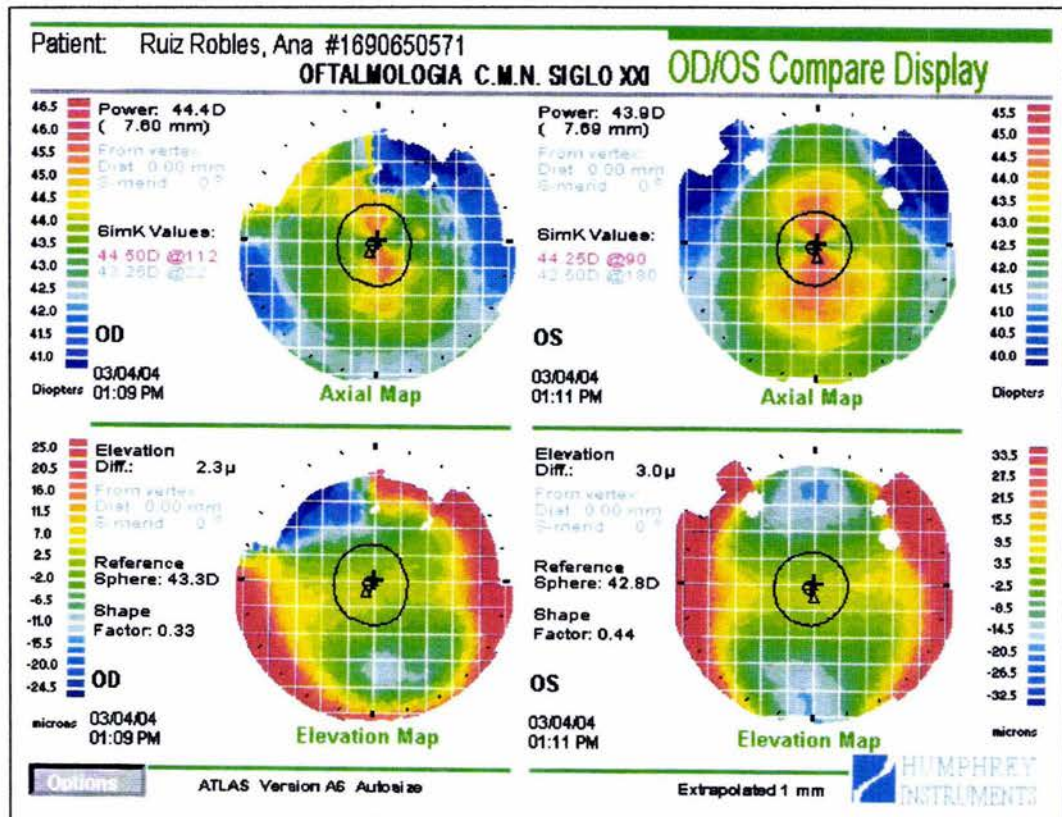 Patient: Ruiz Robles, Ana #1690650571
OFTALMOLOGIA C.M.N. SIGLO XXI
OD/OS Compare Display
46.5
46.0
45.5
45.0
44.5
44.0
43.5
43.0
42.5
42.0
41.5
41.0
Diopters
Power: 44.4D
( 7.60 mm)
From vertex:
Dist 0.00 mm
S-merid 0 °
SimK Values:
44.50D @112
43.25D @22
OD
03/04/04
01:09 PM
Axial Map
Power: 43.9D
( 7.69 mm)
From vertex:
Dist 0.00 mm
S-merid 0 °
SimK Values:
44.25D @90
42.50D @180
OS
03/04/04
01:11 PM
Axial Map
45.5
45.0
44.5
44.0
43.5
43.0
42.5
42.0
41.5
41.0
40.5
40.0
Diopters
25.0
20.5
16.0
11.5
7.0
2.5
-2.0
-6.5
-11.0
-15.5
-20.0
-24.5
microns
Elevation
Diff.: 2.3µ
From vertex:
Dist 0.00 mm
S-merid 0 °
Reference
Sphere: 43.3D
Shape
Factor: 0.33
OD
03/04/04
01:09 PM
Elevation Map
Elevation
Diff.: 3.0µ
From vertex:
Dist 0.00 mm
S-merid 0 °
Reference
Sphere: 42.8D
Shape
Factor: 0.44
OS
03/04/04
01:11 PM
Elevation Map
33.5
27.5
21.5
15.5
9.5
3.5
-2.5
-8.5
-14.5
-20.5
-26.5
-32.5
microns
Options
ATLAS Version A6 Autosize
Extrapolated 1 mm
HUMPHREY
INSTRUMENTS